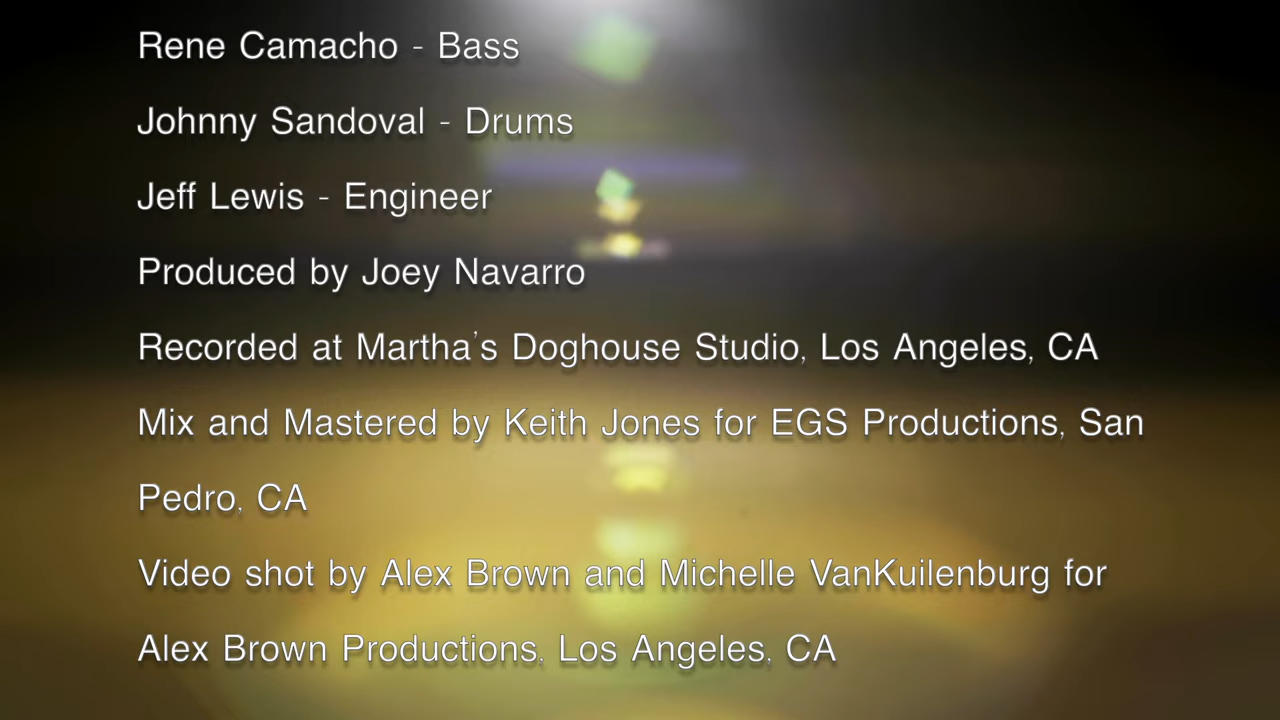 Rene Camacho - Bass
Johnny Sandoval - Drums
Jeff Lewis - Engineer
Produced by Joey Navarro
Recorded at Martha's Doghouse Studio, Los Angeles, CA
Mix and Mastered by Keith Jones for EGS Productions, San
Pedro, CA
Video shot by Alex Brown and Michelle VanKuilenburg for
Alex Brown Productions, Los Angeles, CA